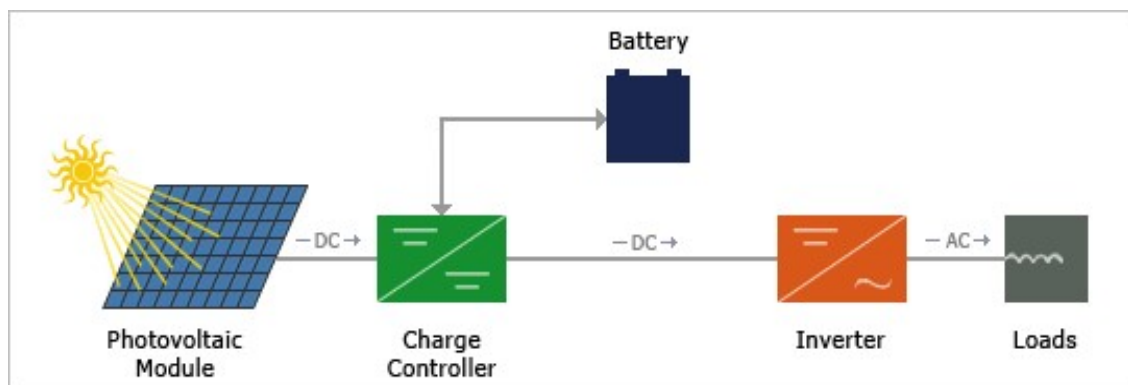 Battery
– DC →
– DC →
– AC →
Photovoltaic
Module
Charge
Controller
Inverter
Loads